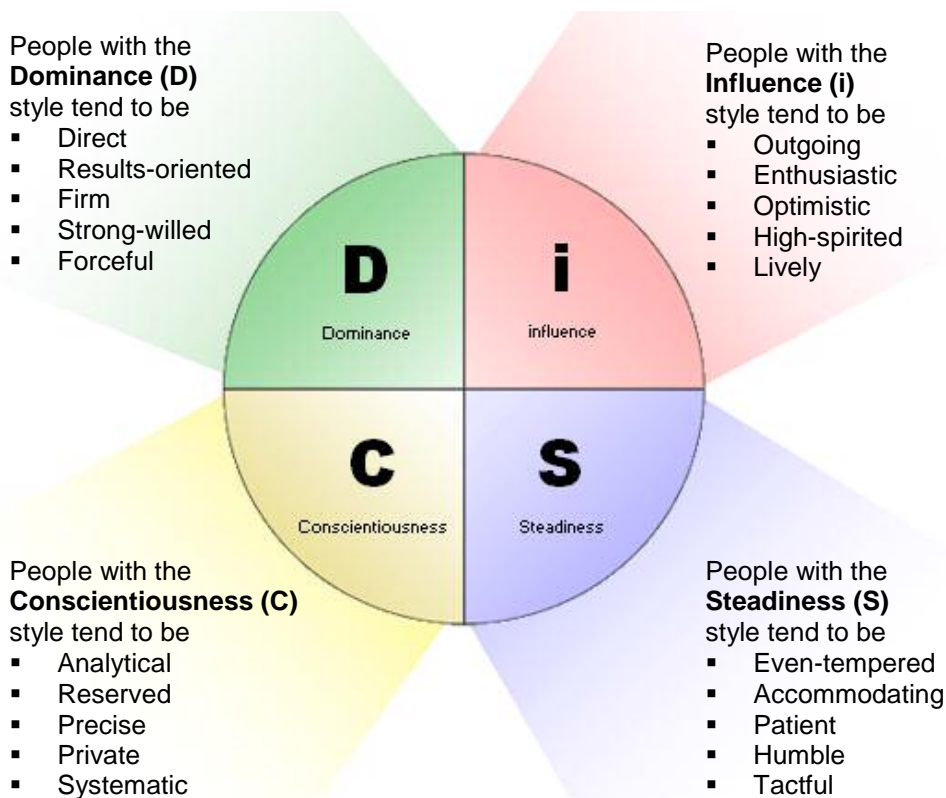 People with the
Dominance (D)
style tend to be
▪ Direct
▪ Results-oriented
▪ Firm
▪ Strong-willed
▪ Forceful
People with the
Influence (i)
style tend to be
▪ Outgoing
▪ Enthusiastic
▪ Optimistic
▪ High-spirited
▪ Lively
D
Dominance
i
influence
C
Conscientiousness
S
Steadiness
People with the
Conscientiousness (C)
style tend to be
▪ Analytical
▪ Reserved
▪ Precise
▪ Private
▪ Systematic
People with the
Steadiness (S)
style tend to be
▪ Even-tempered
▪ Accommodating
▪ Patient
▪ Humble
▪ Tactful